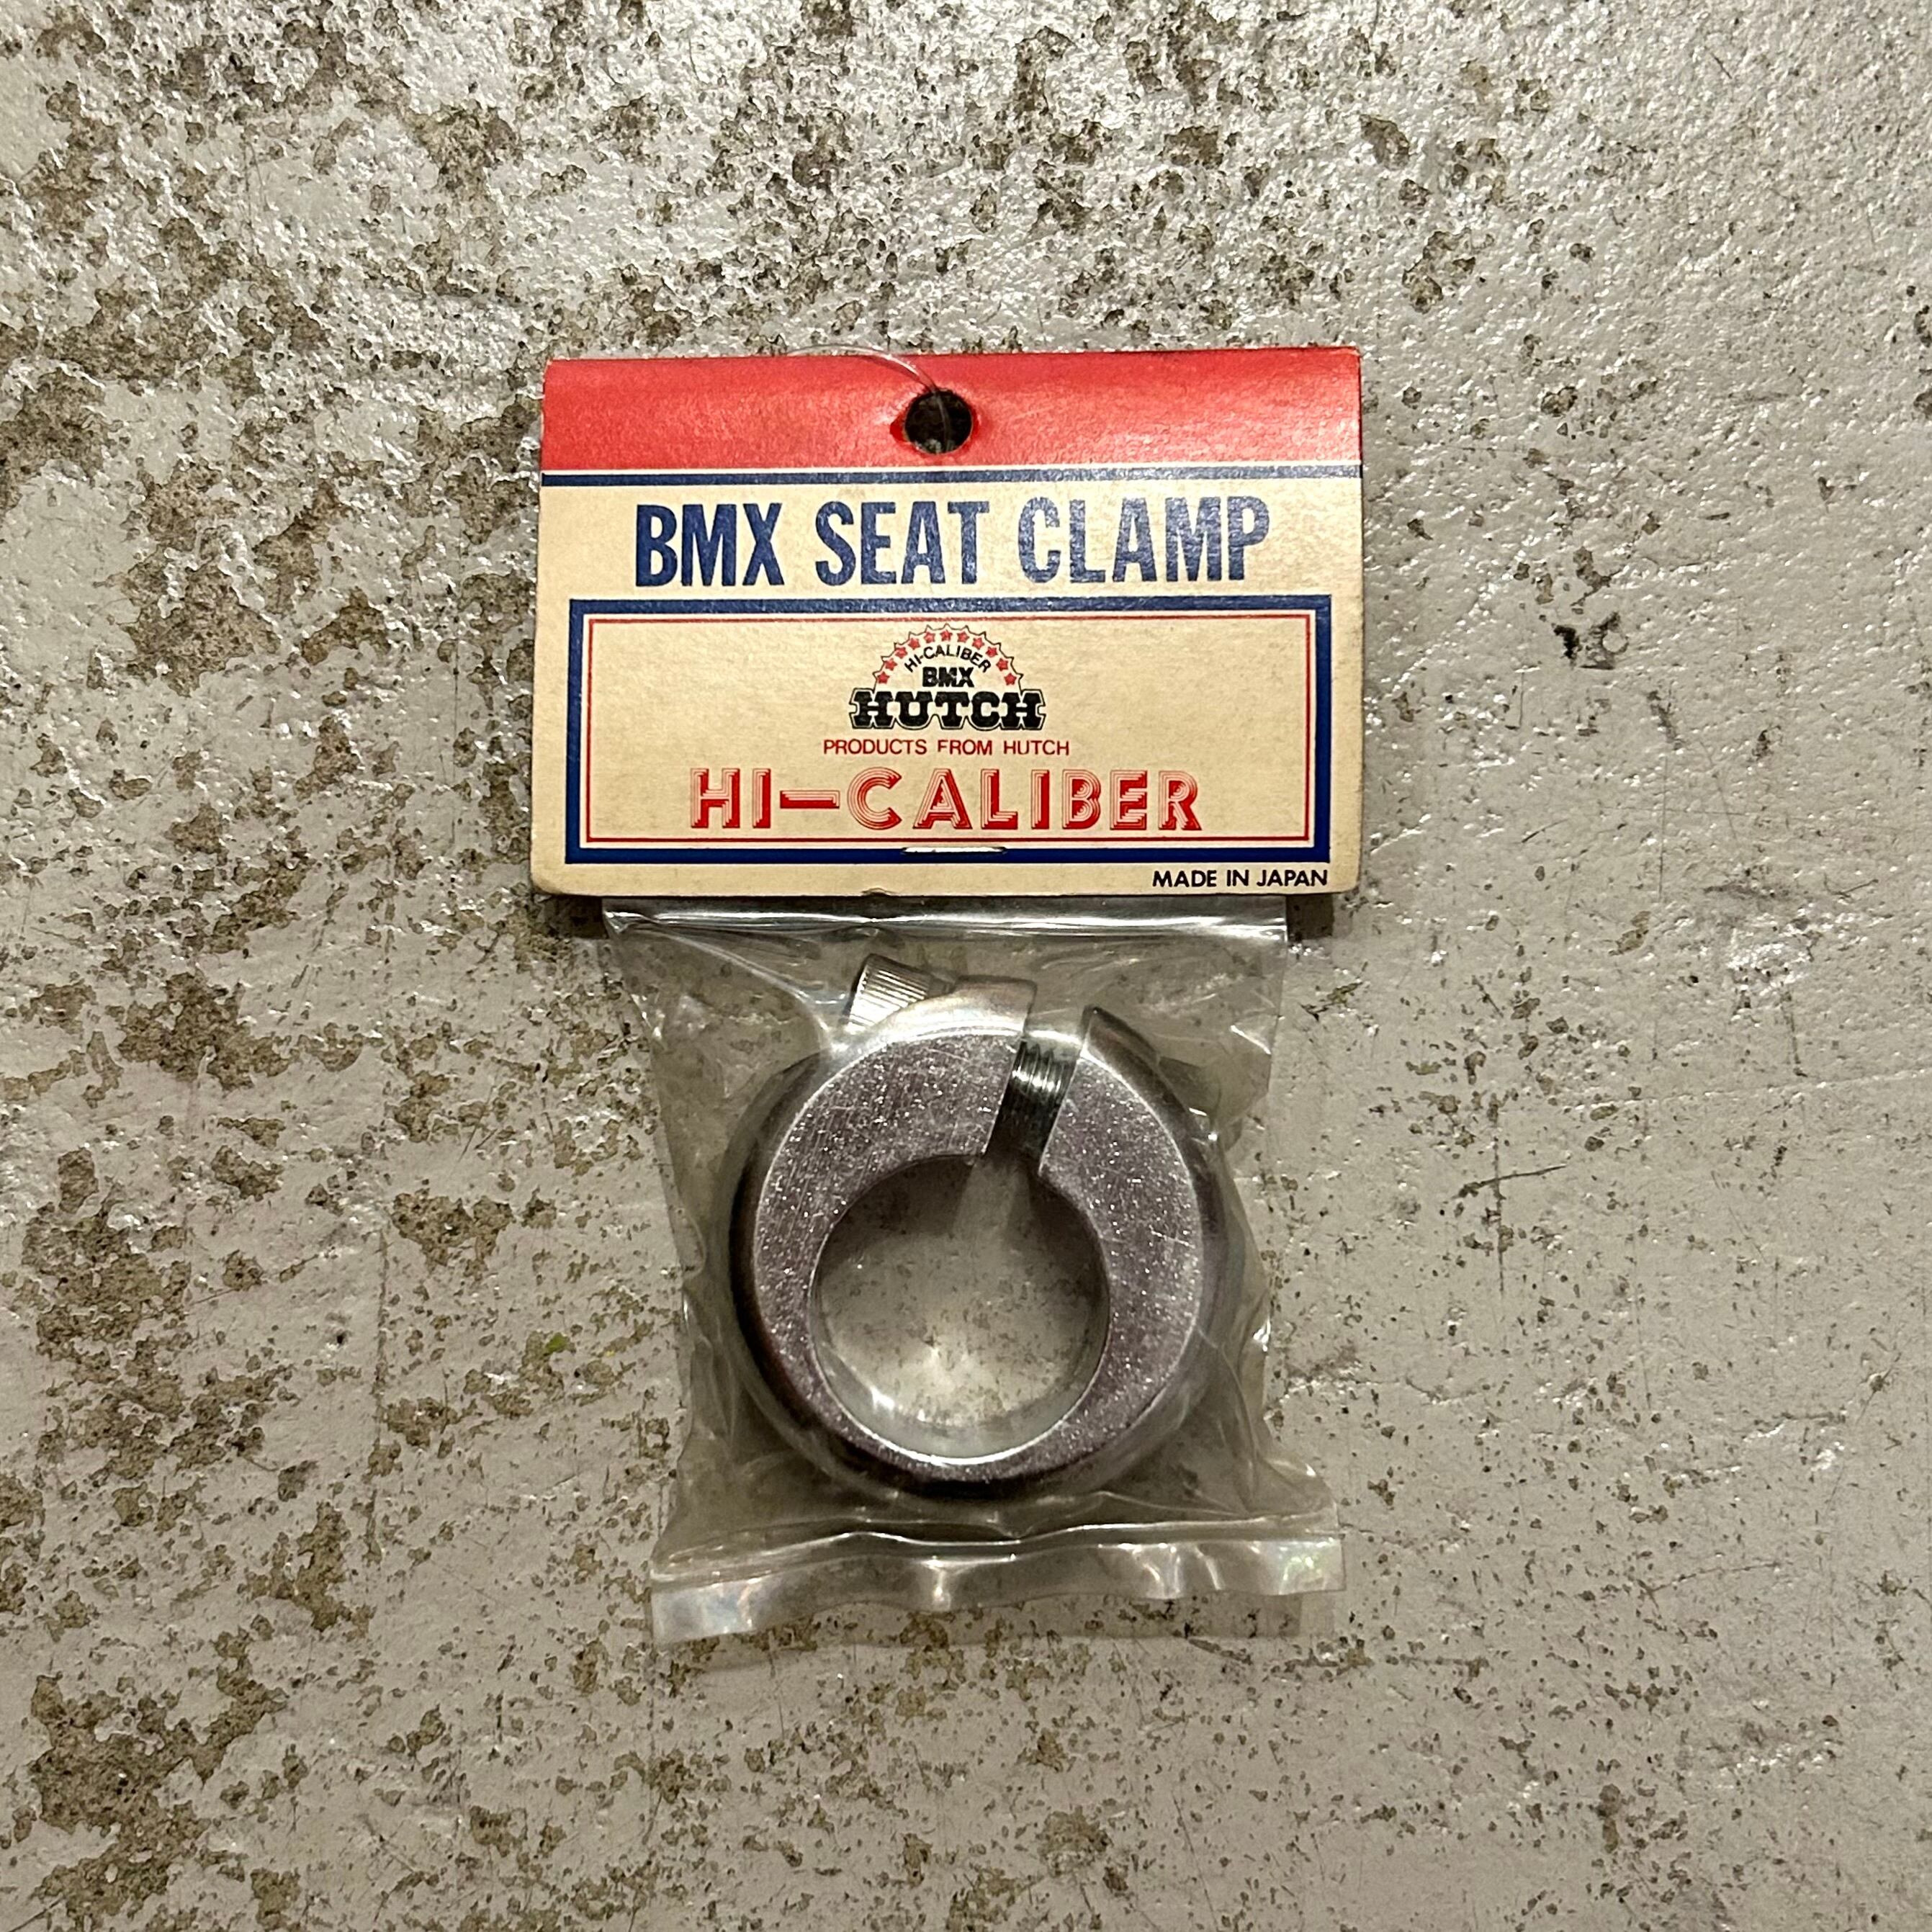 BMX SEAT CLAMP
HI-CALIBER
BMX
HUTCH
PRODUCTS FROM HUTCH
HI-CALIBER
MADE IN JAPAN